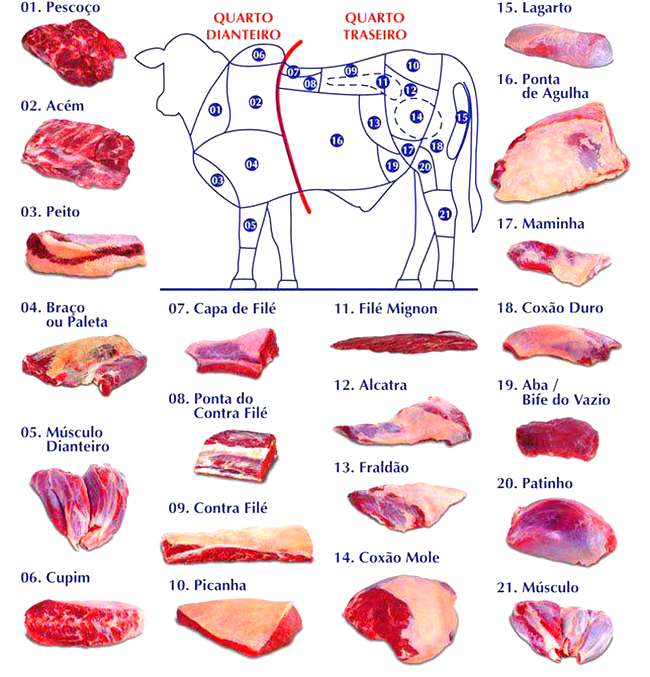 01. Pescoço
02. Acém
03. Peito
04. Braço
ou Paleta
05. Músculo
Dianteiro
06. Cupim
QUARTO
DIANTEIRO
QUARTO
TRASEIRO
06
07
08
09
10
11
12
01
02
13
14
15
16
17
18
04
03
19
20
05
21
07. Capa de Filé
08. Ponta do
Contra Filé
09. Contra Filé
10. Picanha
11. Filé Mignon
12. Alcatra
13. Fraldão
14. Coxão Mole
15. Lagarto
16. Ponta
de Agulha
17. Maminha
18. Coxão Duro
19. Aba /
Bife do Vazio
20. Patinho
21. Músculo